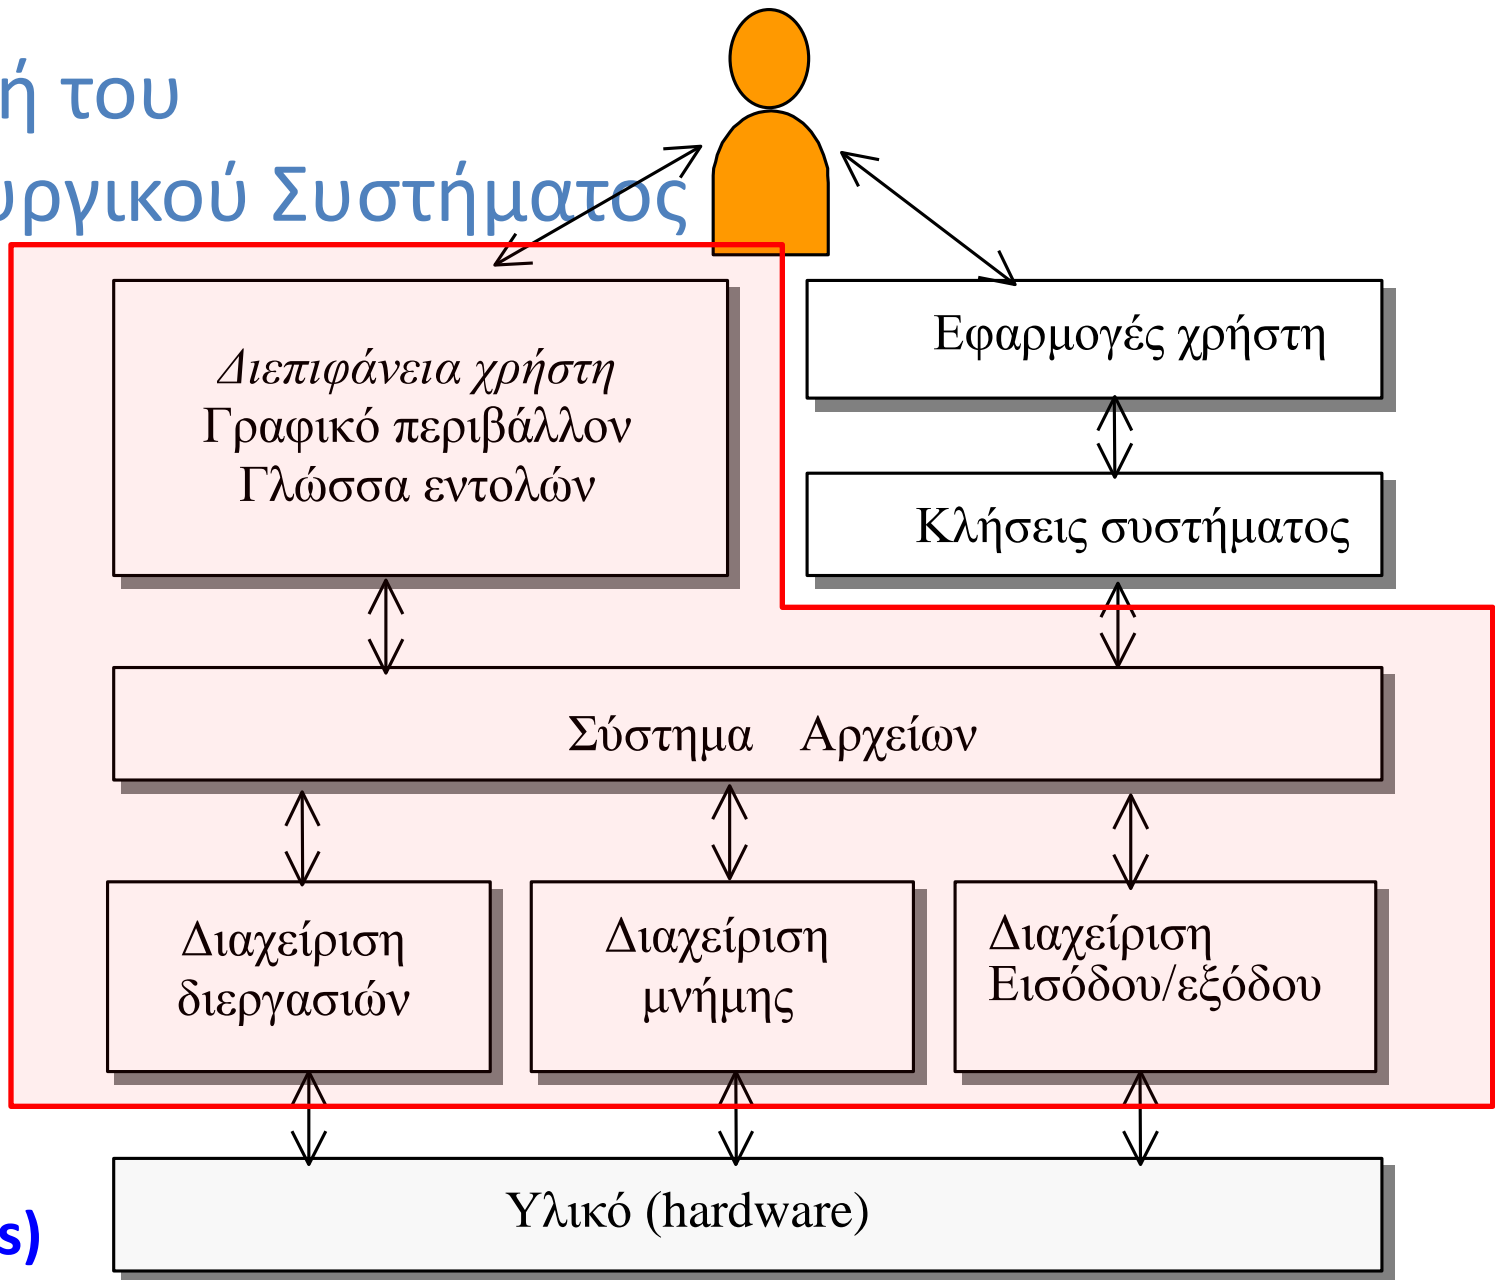 ή του
υργικού Συστήματος
Διεπιφάνεια χρήστη
Γραφικό περιβάλλον
Γλώσσα εντολών
Εφαρμογές χρήστη
Κλήσεις συστήματος
Σύστημα Αρχείων
Διαχείριση
διεργασιών
Διαχείριση
μνήμης
Διαχείριση
Εισόδου/εξόδου
Υλικό (hardware)
s)